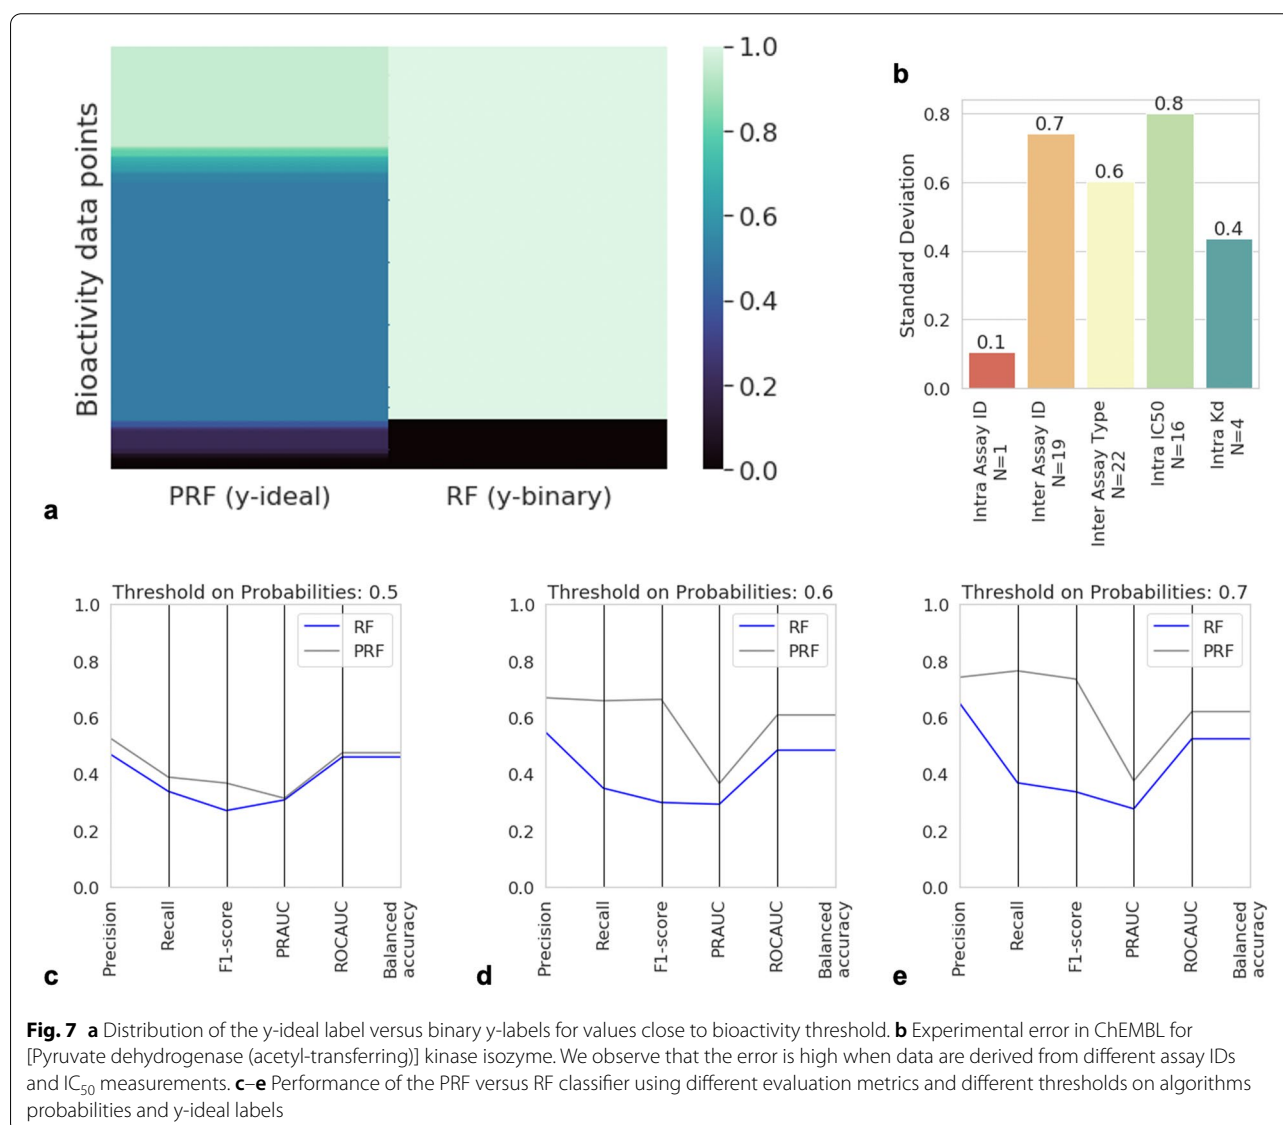 Bioactivity data points
1.0
0.8
0.6
0.4
0.2
0.0
PRF (y-ideal)
RF (y-binary)
a
b
Standard Deviation
0.8
0.6
0.4
0.2
0.0
0.1
0.7
0.6
0.8
0.4
Intra Assay ID
N=1
Inter Assay ID
N=19
Inter Assay Type
N=22
Intra IC50
N=16
Intra Kd
N=4
Threshold on Probabilities: 0.5
1.0
0.8
0.6
0.4
0.2
0.0
RF
PRF
Precision
Recall
F1-score
PRAUC
ROCAUC
Balanced
accuracy
c
Threshold on Probabilities: 0.6
1.0
0.8
0.6
0.4
0.2
0.0
RF
PRF
Precision
Recall
F1-score
PRAUC
ROCAUC
Balanced
accuracy
d
Threshold on Probabilities: 0.7
1.0
0.8
0.6
0.4
0.2
0.0
RF
PRF
Precision
Recall
F1-score
PRAUC
ROCAUC
Balanced
accuracy
e
Fig. 7 a Distribution of the y-ideal label versus binary y-labels for values close to bioactivity threshold. b Experimental error in ChEMBL for
[Pyruvate dehydrogenase (acetyl-transferring)] kinase isozyme. We observe that the error is high when data are derived from different assay IDs
and IC50 measurements. c–e Performance of the PRF versus RF classifier using different evaluation metrics and different thresholds on algorithms
probabilities and y-ideal labels